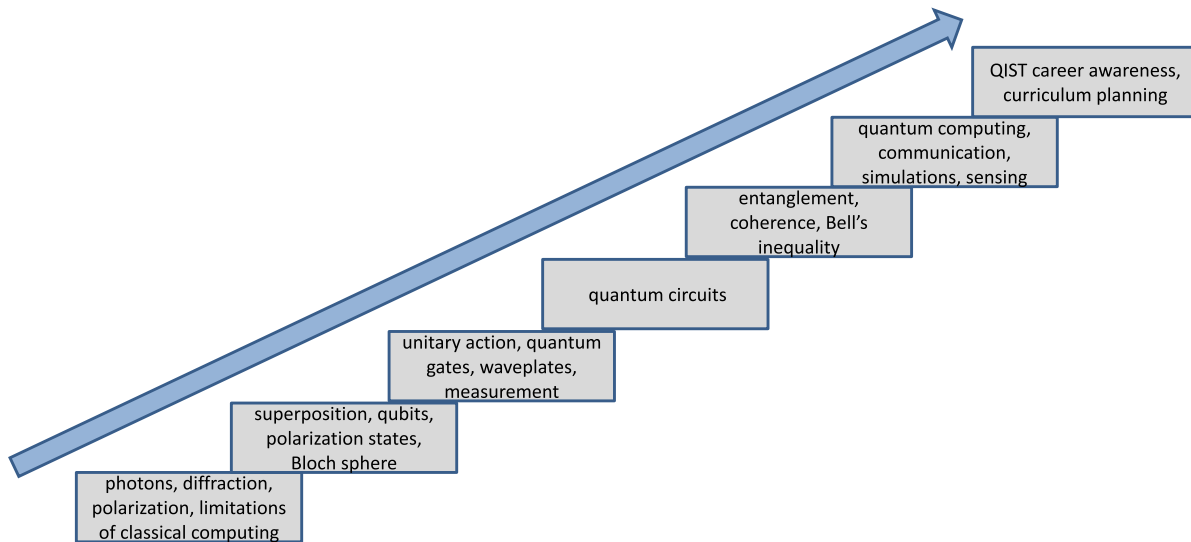 QIST career awareness,
curriculum planning
quantum computing,
communication,
simulations, sensing
entanglement,
coherence, Bell’s
inequality
quantum circuits
unitary action, quantum
gates, waveplates,
measurement
superposition, qubits,
polarization states,
Bloch sphere
photons, diffraction,
polarization, limitations
of classical computing